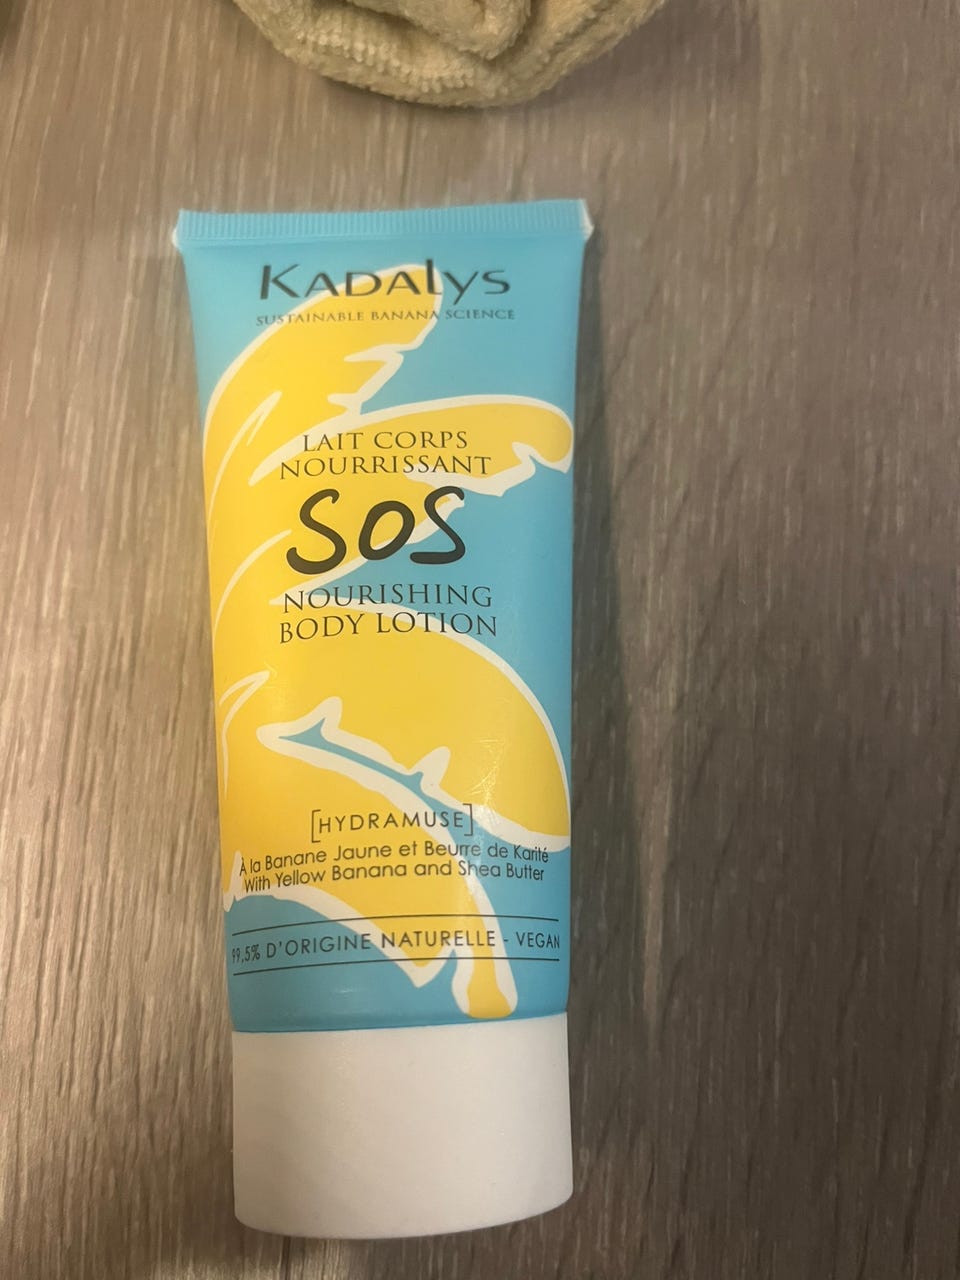 KADALYS
SUSTAINABLE BANANA SCIENCE
LAIT CORPS
NOURRISSANT
SOS
NOURISHING
BODY LOTION
[HYDRAMUSE]
À la Banane Jaune et Beurre de Karité
With Yellow Banana and Shea Butter
99,5% D'ORIGINE NATURELLE - VEGAN